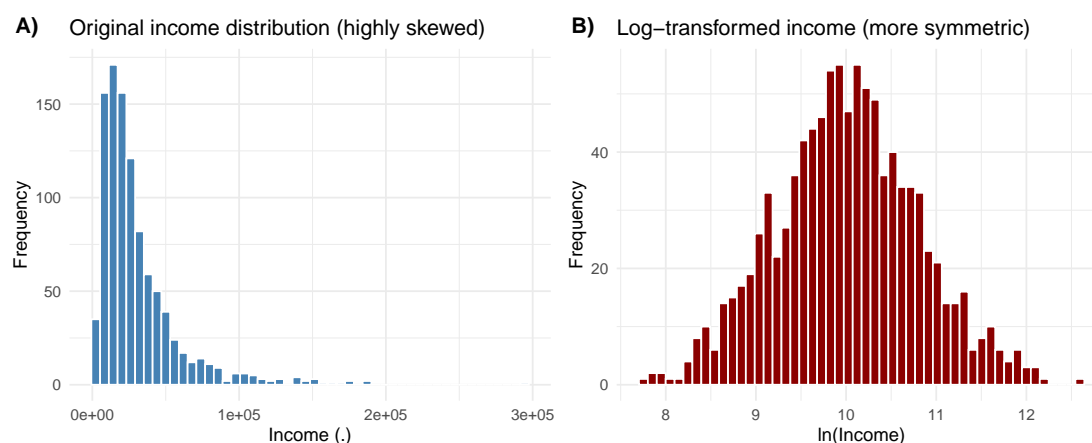 A) Original income distribution (highly skewed)
Frequency
150
100
50
0
0e+00 1e+05 2e+05 3e+05
Income (.)
B) Log−transformed income (more symmetric)
Frequency
40
20
0
8 9 10 11 12
ln(Income)